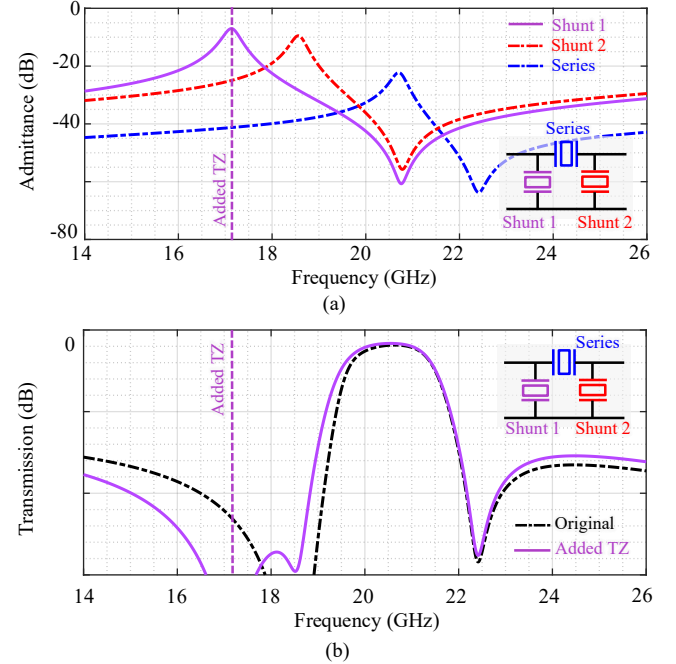 0
-20
-40
-60
-80
Admittance (dB)
Added TZ
Shunt 1
Shunt 2
Series
Series
Shunt 1 Shunt 2
14 16 18 20 22 24 26
Frequency (GHz)
(a)
0
Transmission (dB)
Added TZ
Series
Shunt 1 Shunt 2
Original
Added TZ
14 16 18 20 22 24 26
Frequency (GHz)
(b)